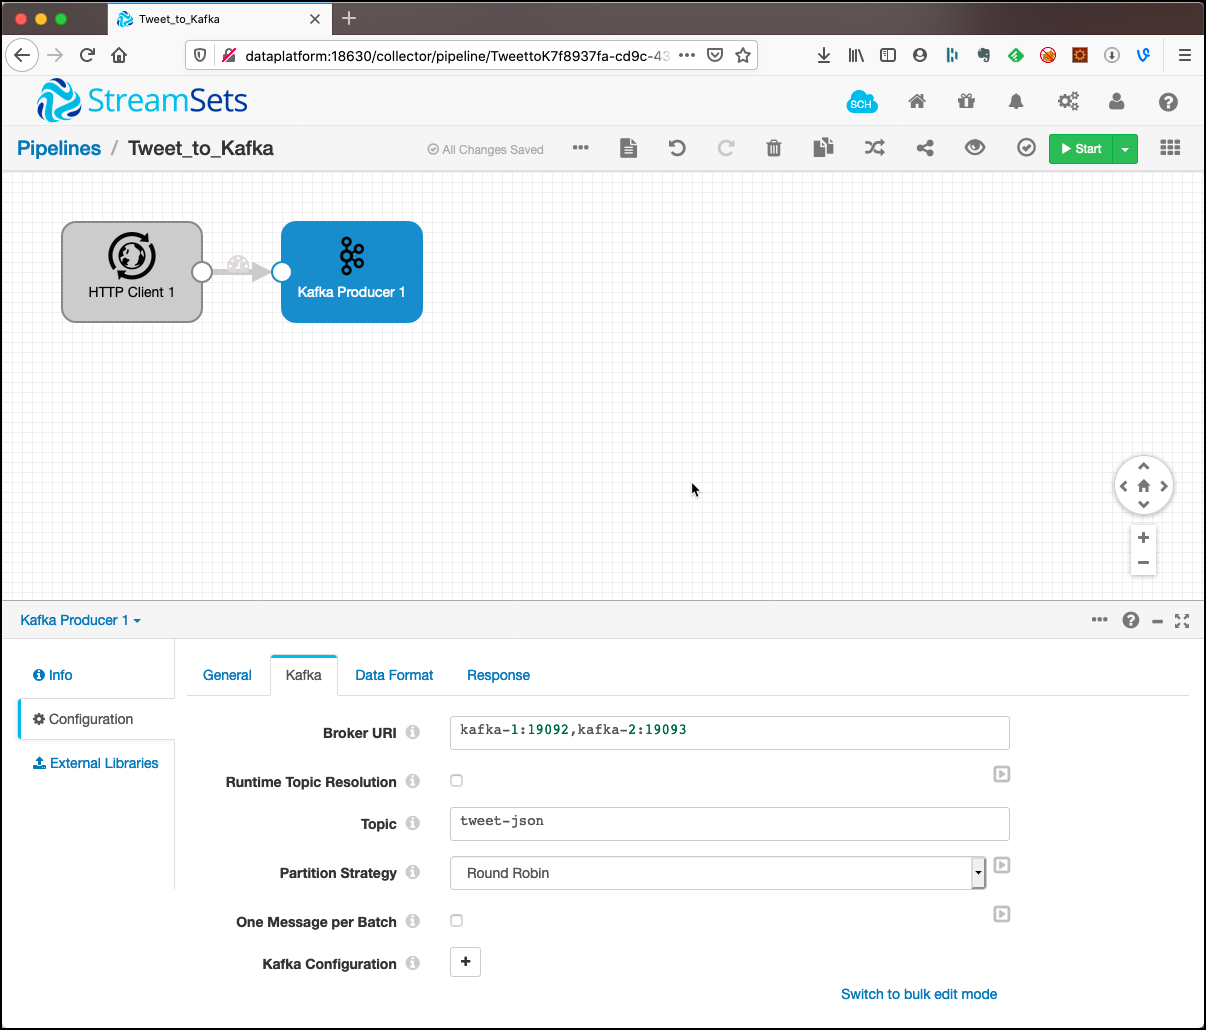 Tweet_to_Kafka
dataplatform:18630/collector/pipeline/TweettoK7f8937fa-cd9c-43
StreamSets
SCH
Pipelines / Tweet_to_Kafka
All Changes Saved
Start
HTTP Client 1
Kafka Producer 1
Kafka Producer 1
Info
Configuration
External Libraries
General Kafka Data Format Response
Broker URI kafka-1:19092,kafka-2:19093
Runtime Topic Resolution
Topic tweet-json
Partition Strategy Round Robin
One Message per Batch
Kafka Configuration +
Switch to bulk edit mode